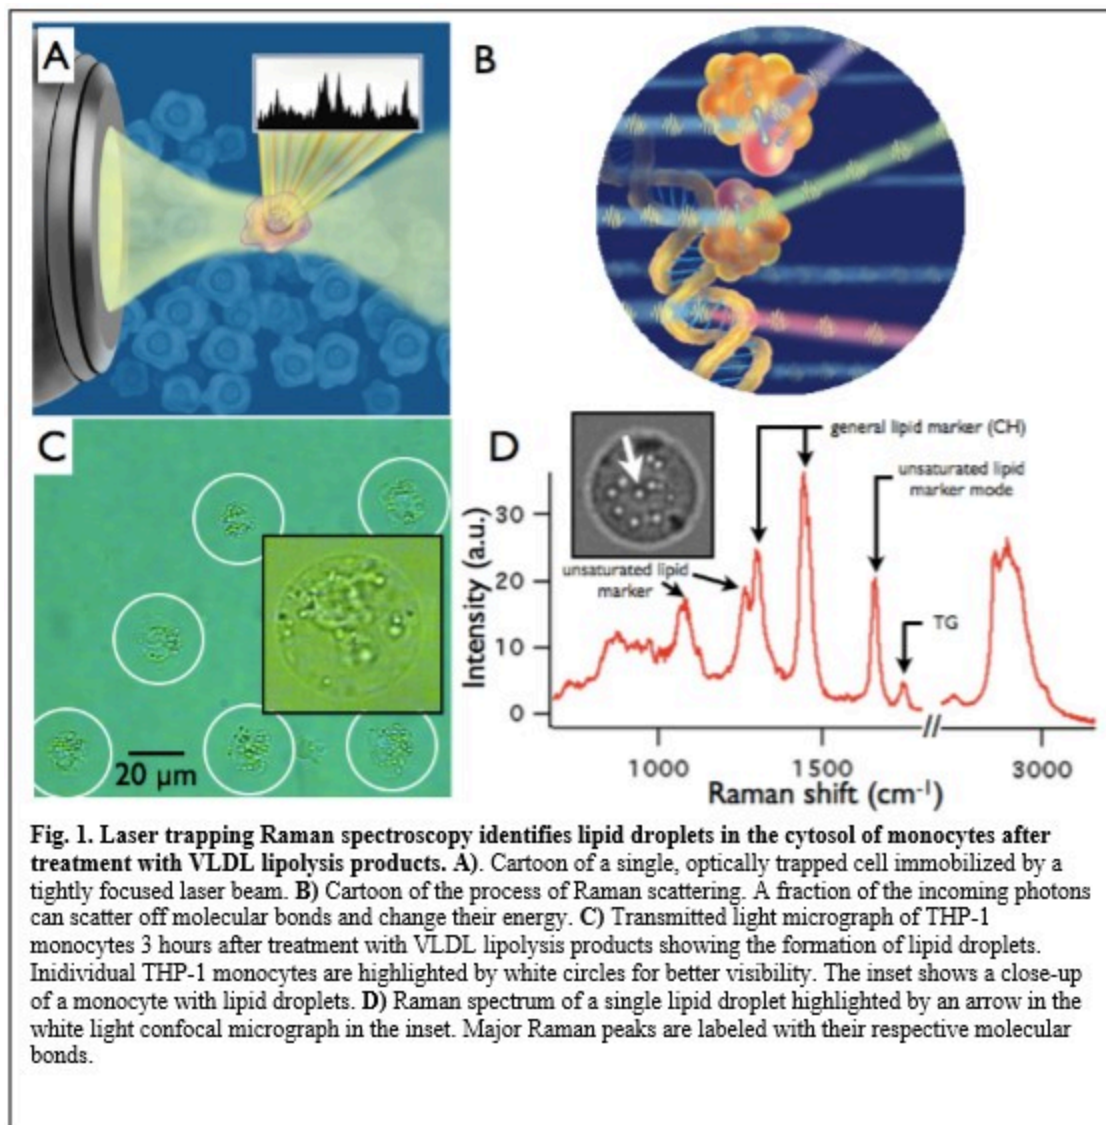 A
B
C
20 µm
D
general lipid marker (CH)
unsaturated lipid
marker mode
unsaturated lipid
marker
TG
Intensity (a.u.)
30
20
10
0
1000
1500
3000
//
Raman shift (cm⁻¹)
Fig. 1. Laser trapping Raman spectroscopy identifies lipid droplets in the cytosol of monocytes after
treatment with VLDL lipolysis products. A). Cartoon of a single, optically trapped cell immobilized by a
tightly focused laser beam. B) Cartoon of the process of Raman scattering. A fraction of the incoming photons
can scatter off molecular bonds and change their energy. C) Transmitted light micrograph of THP-1
monocytes 3 hours after treatment with VLDL lipolysis products showing the formation of lipid droplets.
Inidividual THP-1 monocytes are highlighted by white circles for better visibility. The inset shows a close-up
of a monocyte with lipid droplets. D) Raman spectrum of a single lipid droplet highlighted by an arrow in the
white light confocal micrograph in the inset. Major Raman peaks are labeled with their respective molecular
bonds.